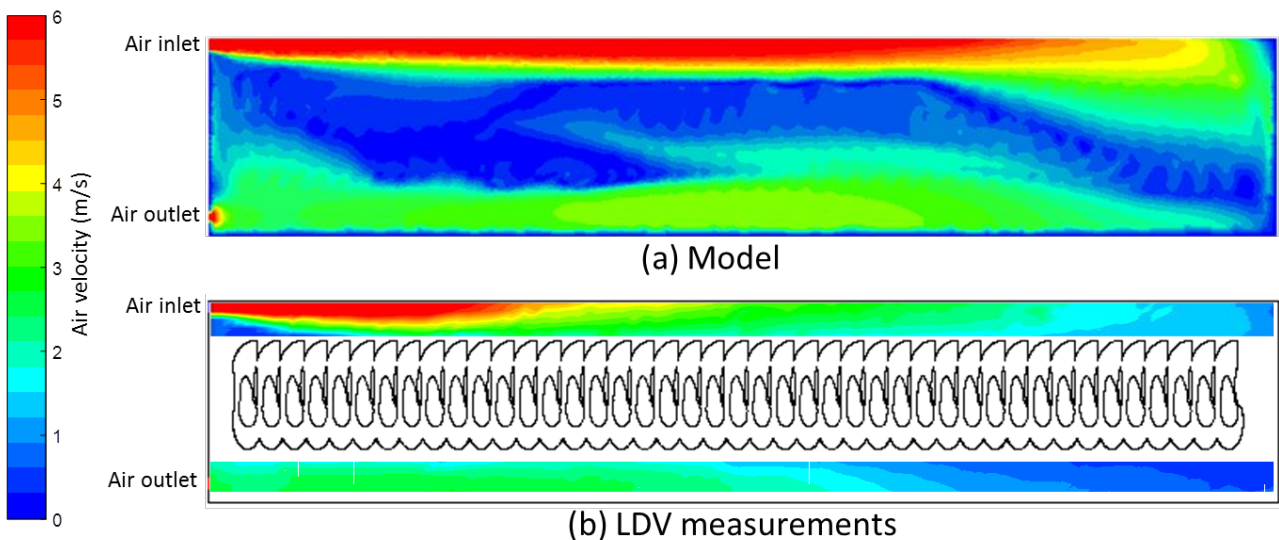 6
5
4
3
2
1
0
Air velocity (m/s)
Air inlet
Air outlet
(a) Model
Air inlet
Air outlet
(b) LDV measurements